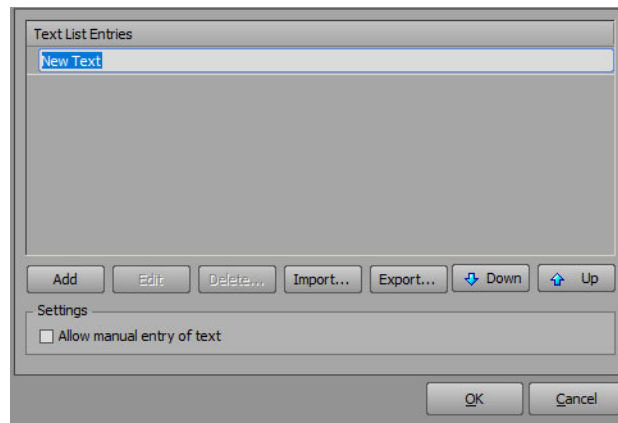 Text List Entries
New Text
Add Edit Delete... Import... Export... Down Up
Settings
Allow manual entry of text
OK Cancel